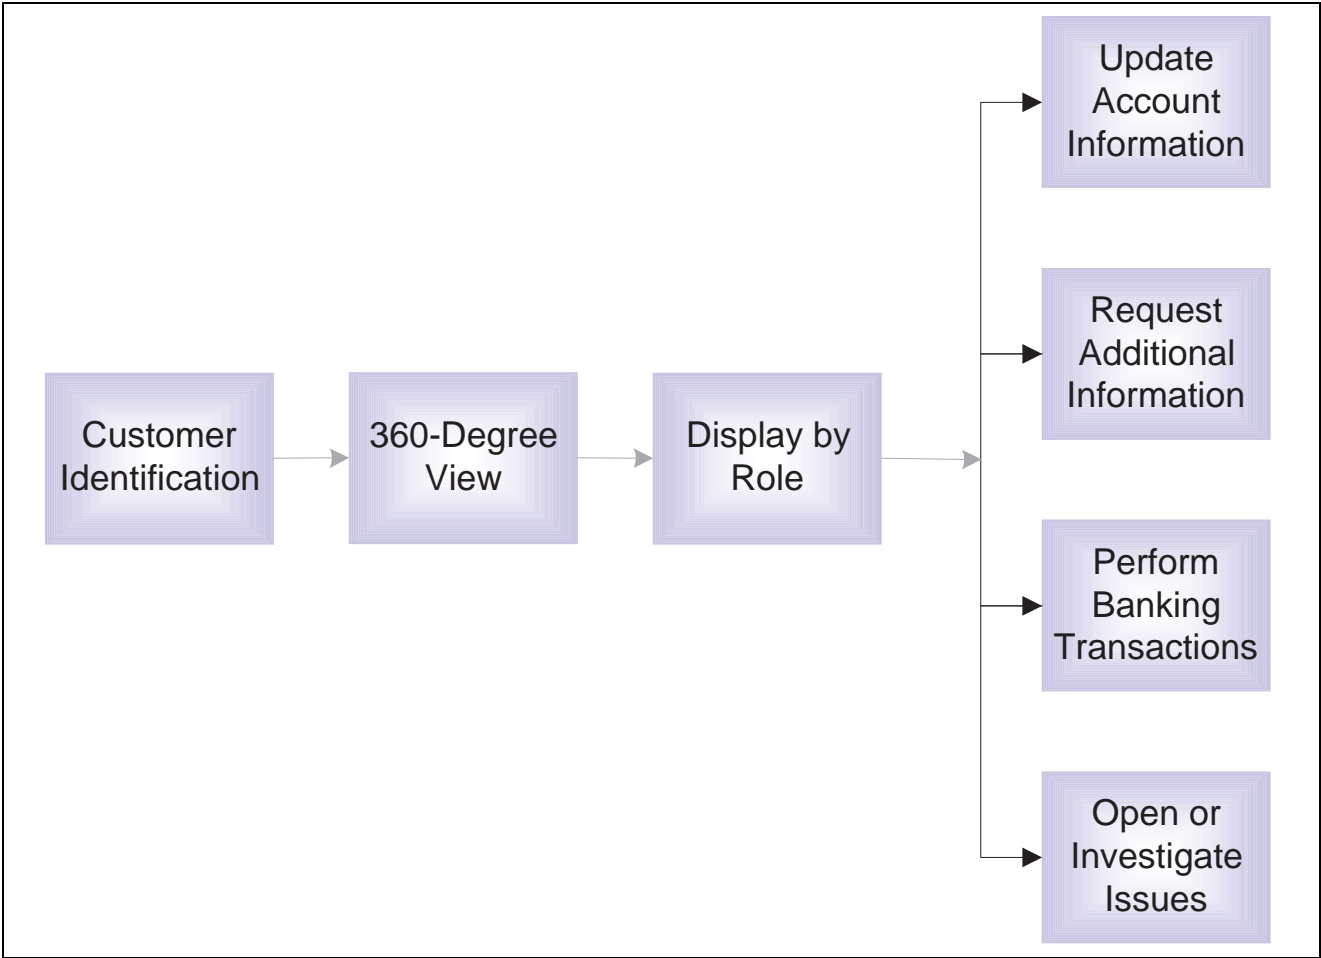 Update
Account
Information
Request
Additional
Information
Customer
Identification
360-Degree
View
Display by
Role
Perform
Banking
Transactions
Open or
Investigate
Issues